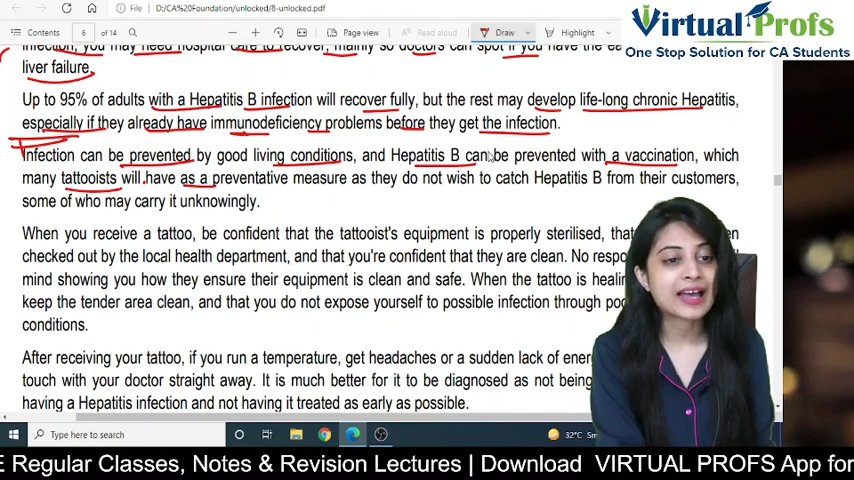 6 of 14
File D:/CA%20Foundation/unlocked/8-unlocked.pdf
Page view
Draw
Highlight
Virtual Profs
One Stop Solution for CA Students
infection, you may need hospital care to recover, mainly so doctors can spot if you have the ea
liver failure.
Up to 95% of adults with a Hepatitis B infection will recover fully, but the rest may develop life-long chronic Hepatitis,
especially if they already have immunodeficiency problems before they get the infection.
Infection can be prevented by good living conditions, and Hepatitis B can be prevented with a vaccination, which
many tattooists will have as a preventative measure as they do not wish to catch Hepatitis B from their customers,
some of who may carry it unknowingly.
When you receive a tattoo, be confident that the tattooist's equipment is properly sterilised, that en
checked out by the local health department, and that you're confident that they are clean. No respo l
mind showing you how they ensure their equipment is clean and safe. When the tattoo is healin
keep the tender area clean, and that you do not expose yourself to possible infection through poo
conditions.
After receiving your tattoo, if you run a temperature, get headaches or a sudden lack of ener
touch with your doctor straight away. It is much better for it to be diagnosed as not being
having a Hepatitis infection and not having it treated as early as possible.
Type here to search
32°C Sm
E Regular Classes, Notes & Revision Lectures | Download VIRTUAL PROFS App for